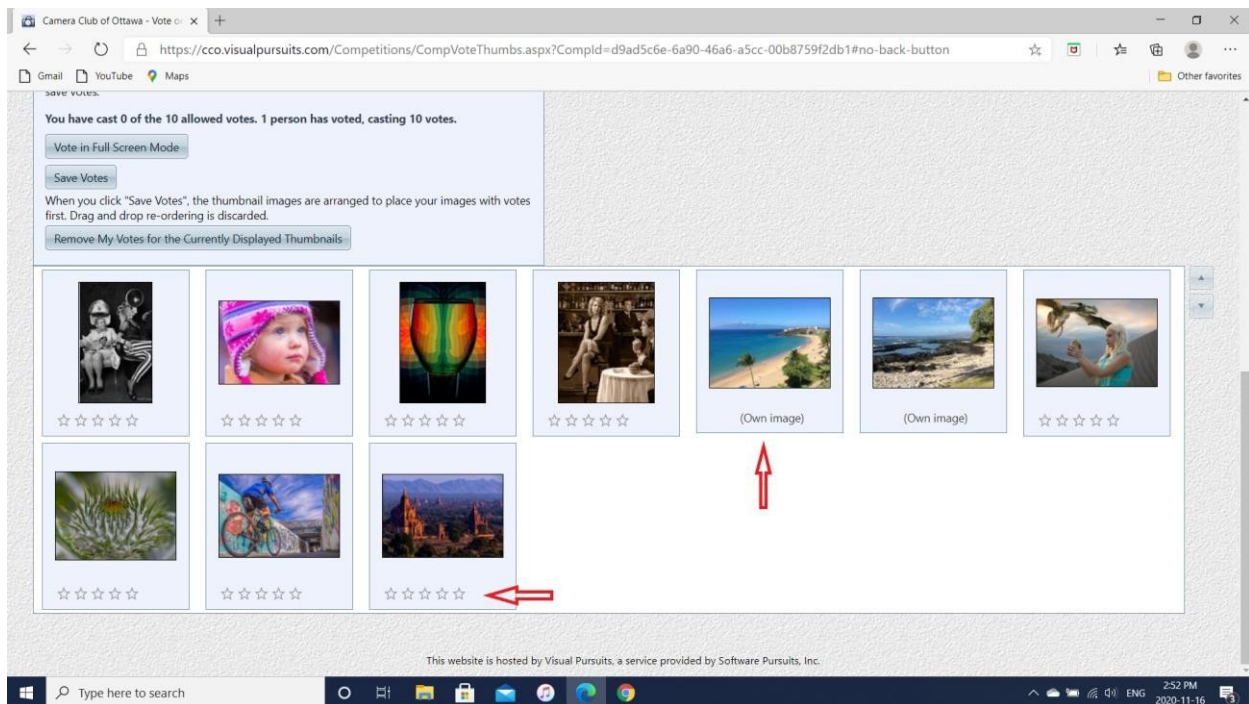 Camera Club of Ottawa - Vote o
https://cco.visualpursuits.com/Competitions/CompVoteThumbs.aspx?CompId=d9ad5c6e-6a90-46a6-a5cc-00b8759f2db1#no-back-button
Gmail YouTube Maps Other favorites
save votes.
You have cast 0 of the 10 allowed votes. 1 person has voted, casting 10 votes.
Vote in Full Screen Mode
Save Votes
When you click "Save Votes", the thumbnail images are arranged to place your images with votes
first. Drag and drop re-ordering is discarded.
Remove My Votes for the Currently Displayed Thumbnails
(Own image) (Own image)
This website is hosted by Visual Pursuits, a service provided by Software Pursuits, Inc.
Type here to search ENG 2:52 PM
2020-11-16 3